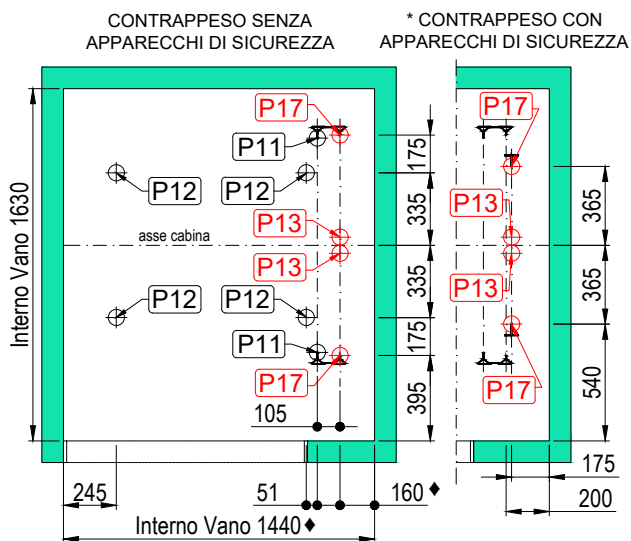 CONTRAPPESO SENZA
APPARECCHI DI SICUREZZA
* CONTRAPPESO CON
APPARECCHI DI SICUREZZA
P17
P17
P11
P12
P12
P13
P13
asse cabina
P13
P13
P12
P12
P11
P17
P17
Interno Vano 1630
175
335
335
175
395
365
365
540
105
245
51
160 ♦
175
200
Interno Vano 1440 ♦